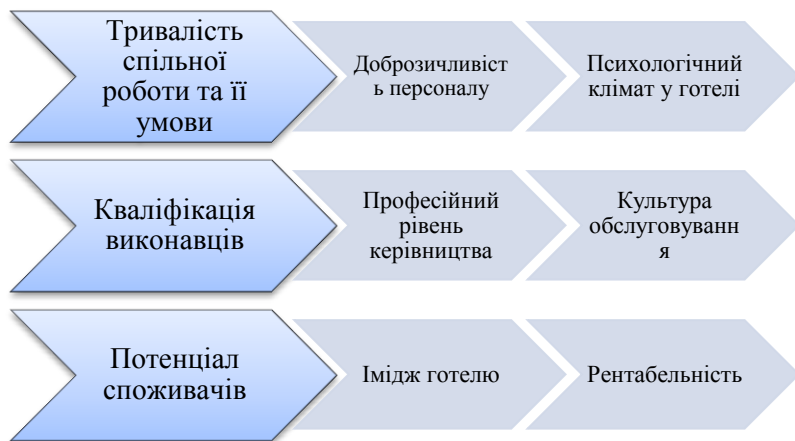 Тривалість
спільної
роботи та її
умови
Доброзичливіст
ь персоналу
Психологічний
клімат у готелі
Кваліфікація
виконавців
Професійний
рівень
керівництва
Культура
обслуговуванн
я
Потенціал
споживачів
Імідж готелю
Рентабельність